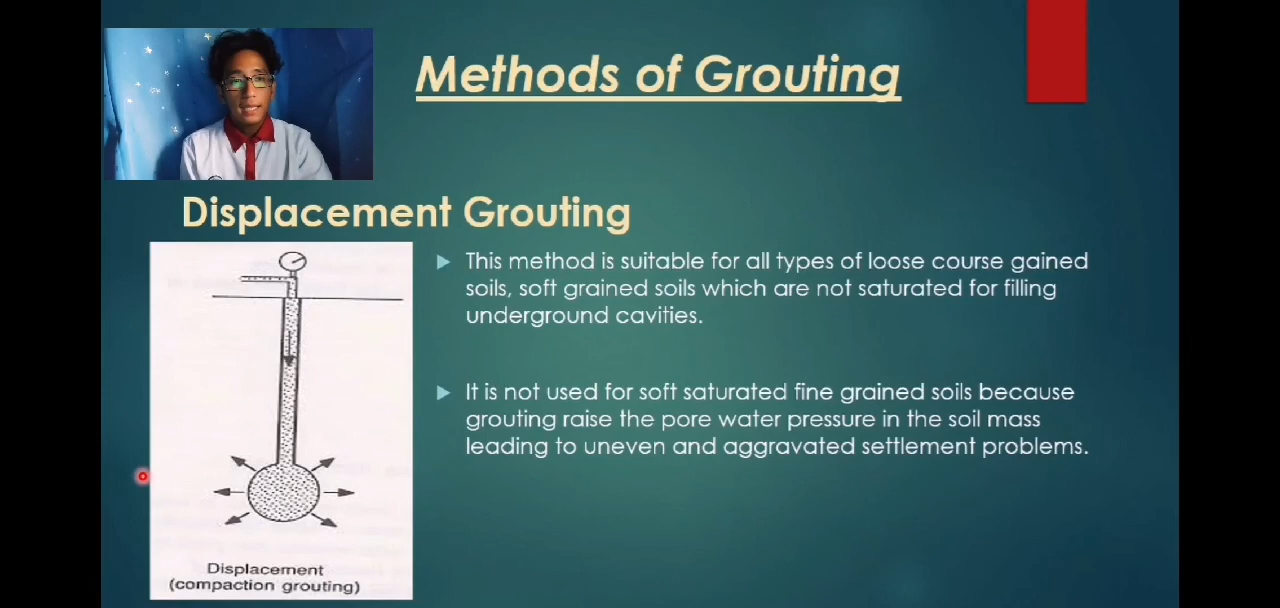 Methods of Grouting
Displacement Grouting
This method is suitable for all types of loose course gained
soils, soft grained soils which are not saturated for filling
underground cavities.
It is not used for soft saturated fine grained soils because
grouting raise the pore water pressure in the soil mass
leading to uneven and aggravated settlement problems.
Displacement
(compaction grouting)